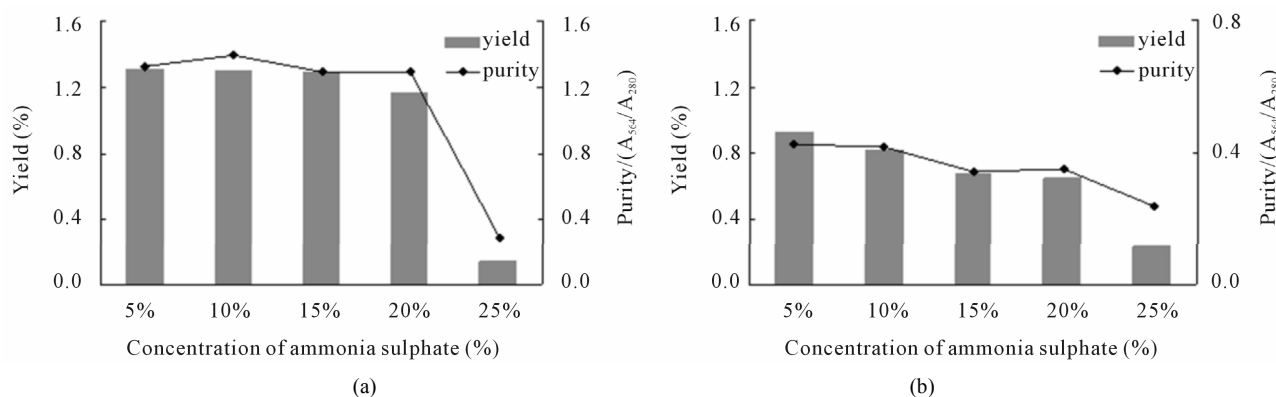 1.6
1.2
0.8
0.4
0.0
Yield (%)
yield
purity
1.6
1.2
0.8
0.4
0.0
Purity/(A564/A280)
5% 10% 15% 20% 25%
Concentration of ammonia sulphate (%)
(a)
1.6
1.2
0.8
0.4
0.0
Yield (%)
yield
purity
0.8
0.4
0.0
Purity/(A564/A280)
5% 10% 15% 20% 25%
Concentration of ammonia sulphate (%)
(b)